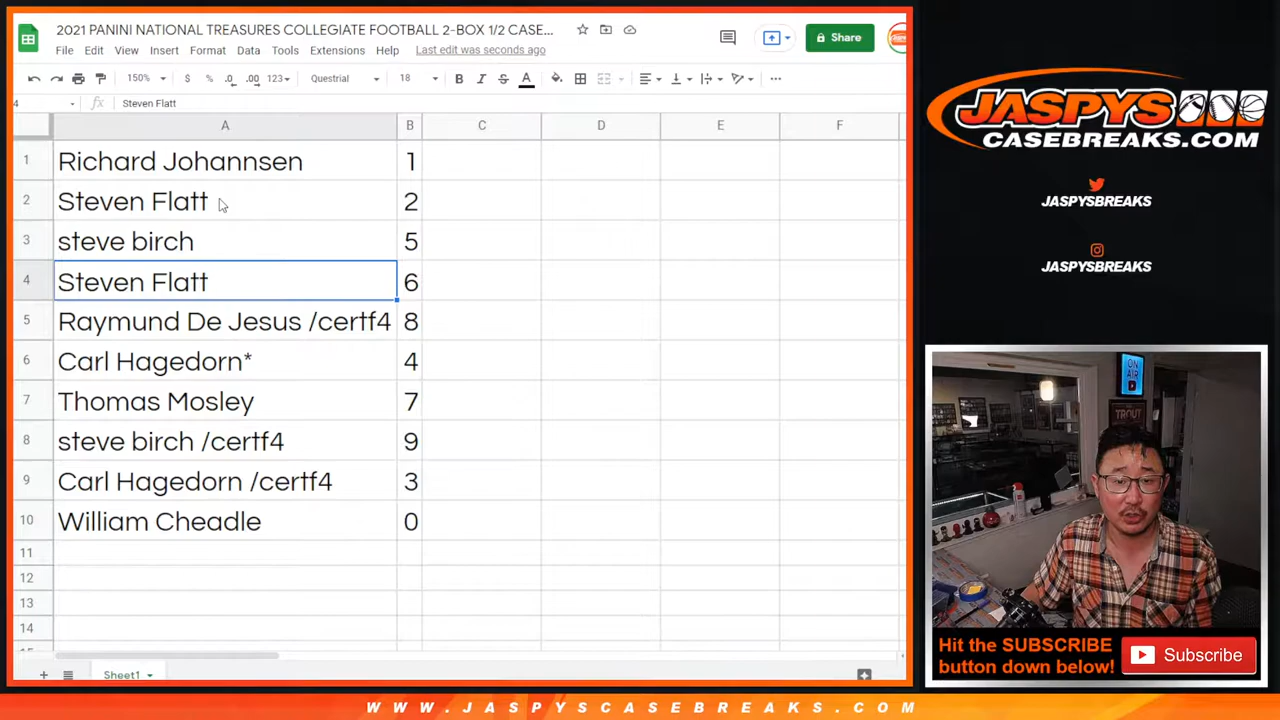 2021 PANINI NATIONAL TREASURES COLLEGIATE FOOTBALL 2-BOX 1/2 CASE...
File Edit View Insert Format Data Tools Extensions Help Last edit was seconds ago
Share
150% $ % .0 .00 123 Questrial 18 B I S A
4 fx Steven Flatt
A B C D E F
1 Richard Johannsen 1
2 Steven Flatt 2
3 steve birch 5
4 Steven Flatt 6
5 Raymund De Jesus /certf4 8
6 Carl Hagedorn* 4
7 Thomas Mosley 7
8 steve birch /certf4 9
9 Carl Hagedorn /certf4 3
10 William Cheadle 0
11
12
13
14
Sheet1
JASPYS
CASEBREAKS.COM
JASPYSBREAKS
JASPYSBREAKS
ON AIR
TROUT
Hit the SUBSCRIBE
button down below!
Subscribe
WWW.JASPYSCASEBREAKS.COM